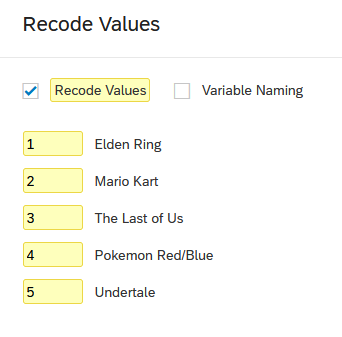 Recode Values
Recode Values Variable Naming
1 Elden Ring
2 Mario Kart
3 The Last of Us
4 Pokemon Red/Blue
5 Undertale